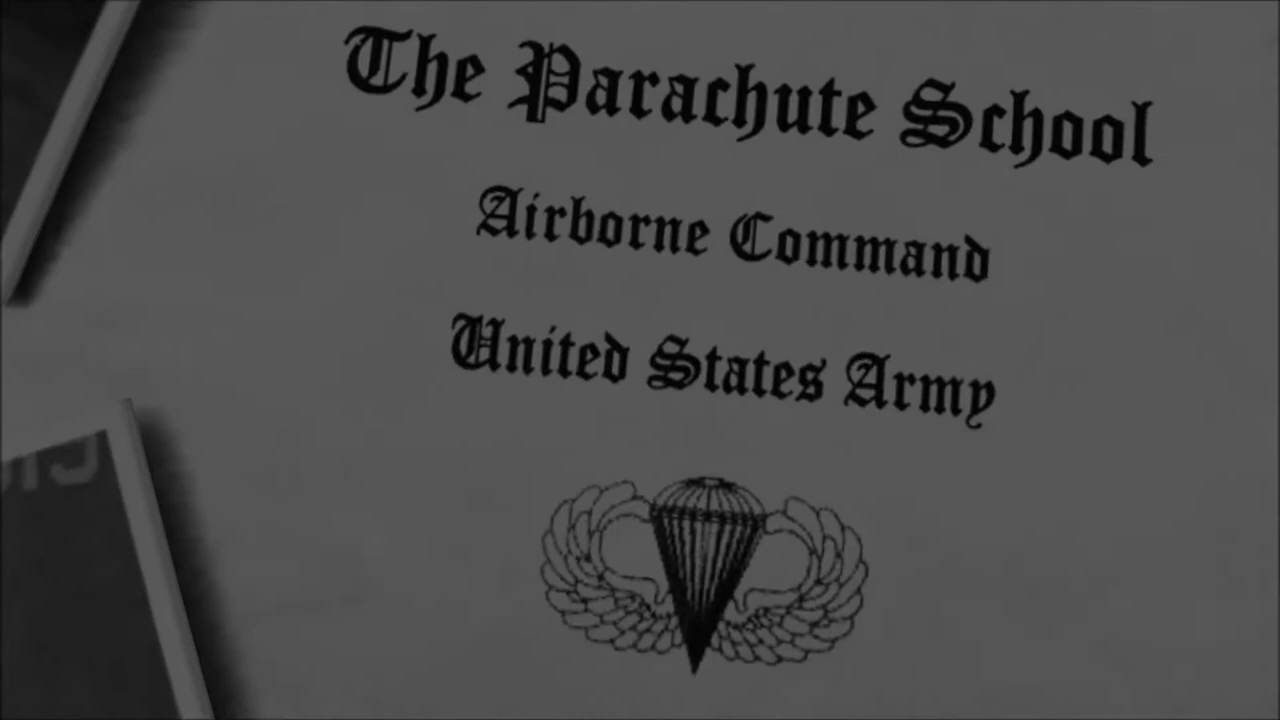 The Parachute School
Airborne Command
United States Army